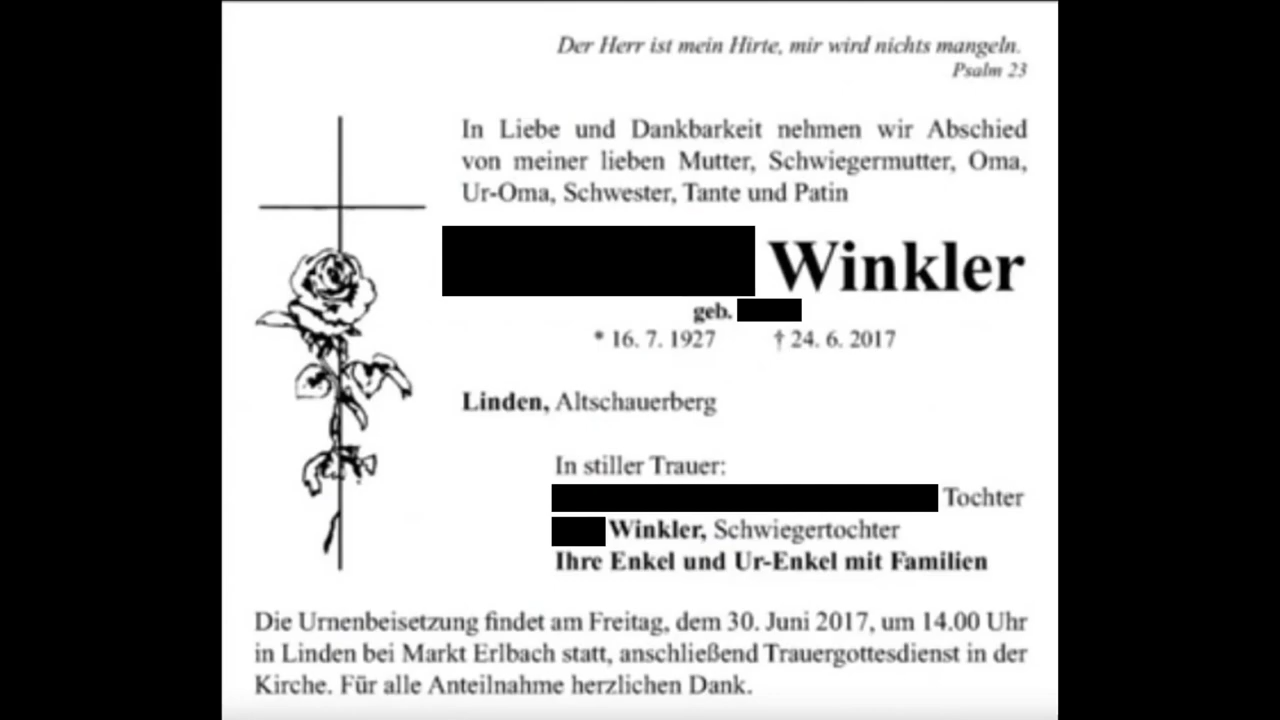 Der Herr ist mein Hirte, mir wird nichts mangeln.
Psalm 23
In Liebe und Dankbarkeit nehmen wir Abschied
von meiner lieben Mutter, Schwiegermutter, Oma,
Ur-Oma, Schwester, Tante und Patin
Winkler
geb.
* 16. 7. 1927 † 24. 6. 2017
Linden, Altschauerberg
In stiller Trauer:
Tochter
Winkler, Schwiegertochter
Ihre Enkel und Ur-Enkel mit Familien
Die Urnenbeisetzung findet am Freitag, dem 30. Juni 2017, um 14.00 Uhr
in Linden bei Markt Erlbach statt, anschließend Trauergottesdienst in der
Kirche. Für alle Anteilnahme herzlichen Dank.